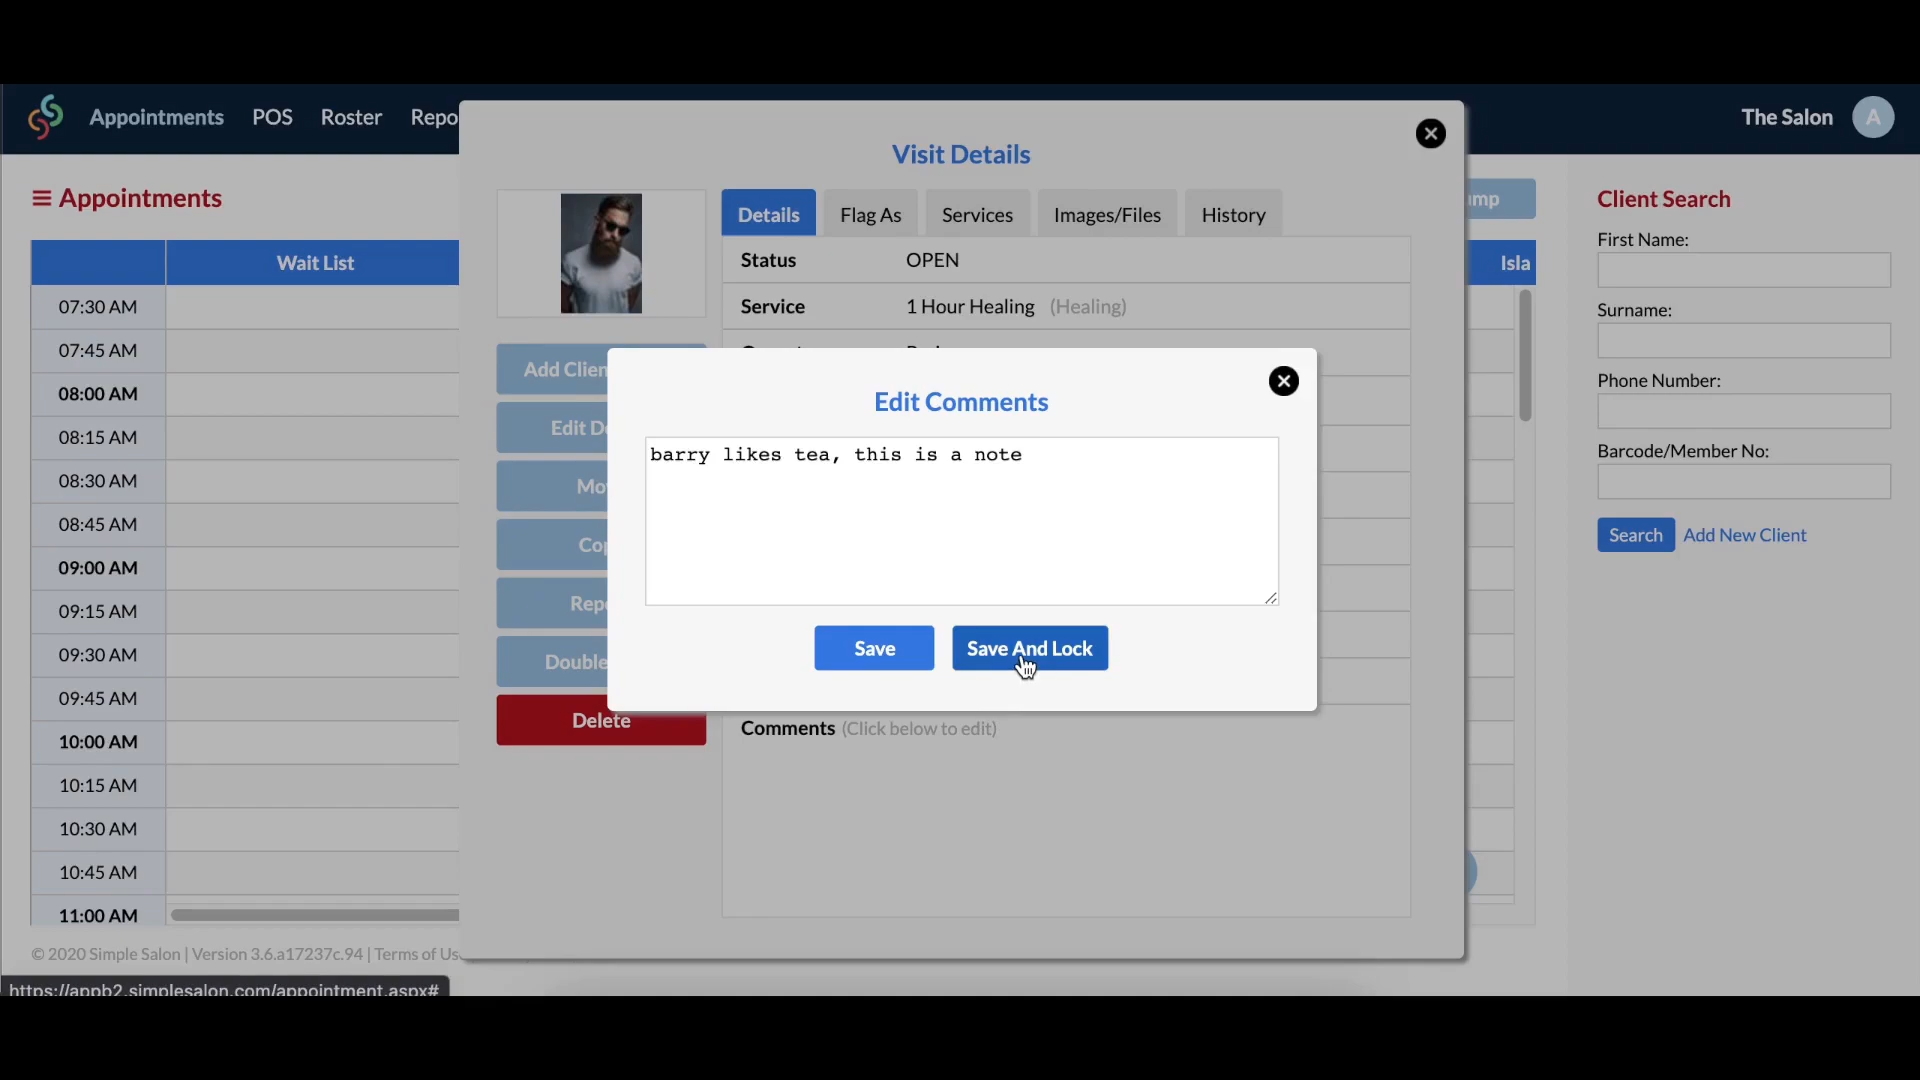 Appointments POS Roster Repo
The Salon A
Appointments
Wait List
07:30 AM
07:45 AM
08:00 AM
08:15 AM
08:30 AM
08:45 AM
09:00 AM
09:15 AM
09:30 AM
09:45 AM
10:00 AM
10:15 AM
10:30 AM
10:45 AM
11:00 AM
© 2020 Simple Salon | Version 3.6.a17237c.94 | Terms of Us
https://appb2.simplesalon.com/appointment.aspx#
Visit Details
Details Flag As Services Images/Files History
Status OPEN
Service 1 Hour Healing (Healing)
Add Clien
Edit D
Mo
Cop
Rep
Double
Delete
Edit Comments
barry likes tea, this is a note
Save Save And Lock
Comments (Click below to edit)
mp
Isla
Client Search
First Name:
Surname:
Phone Number:
Barcode/Member No:
Search Add New Client